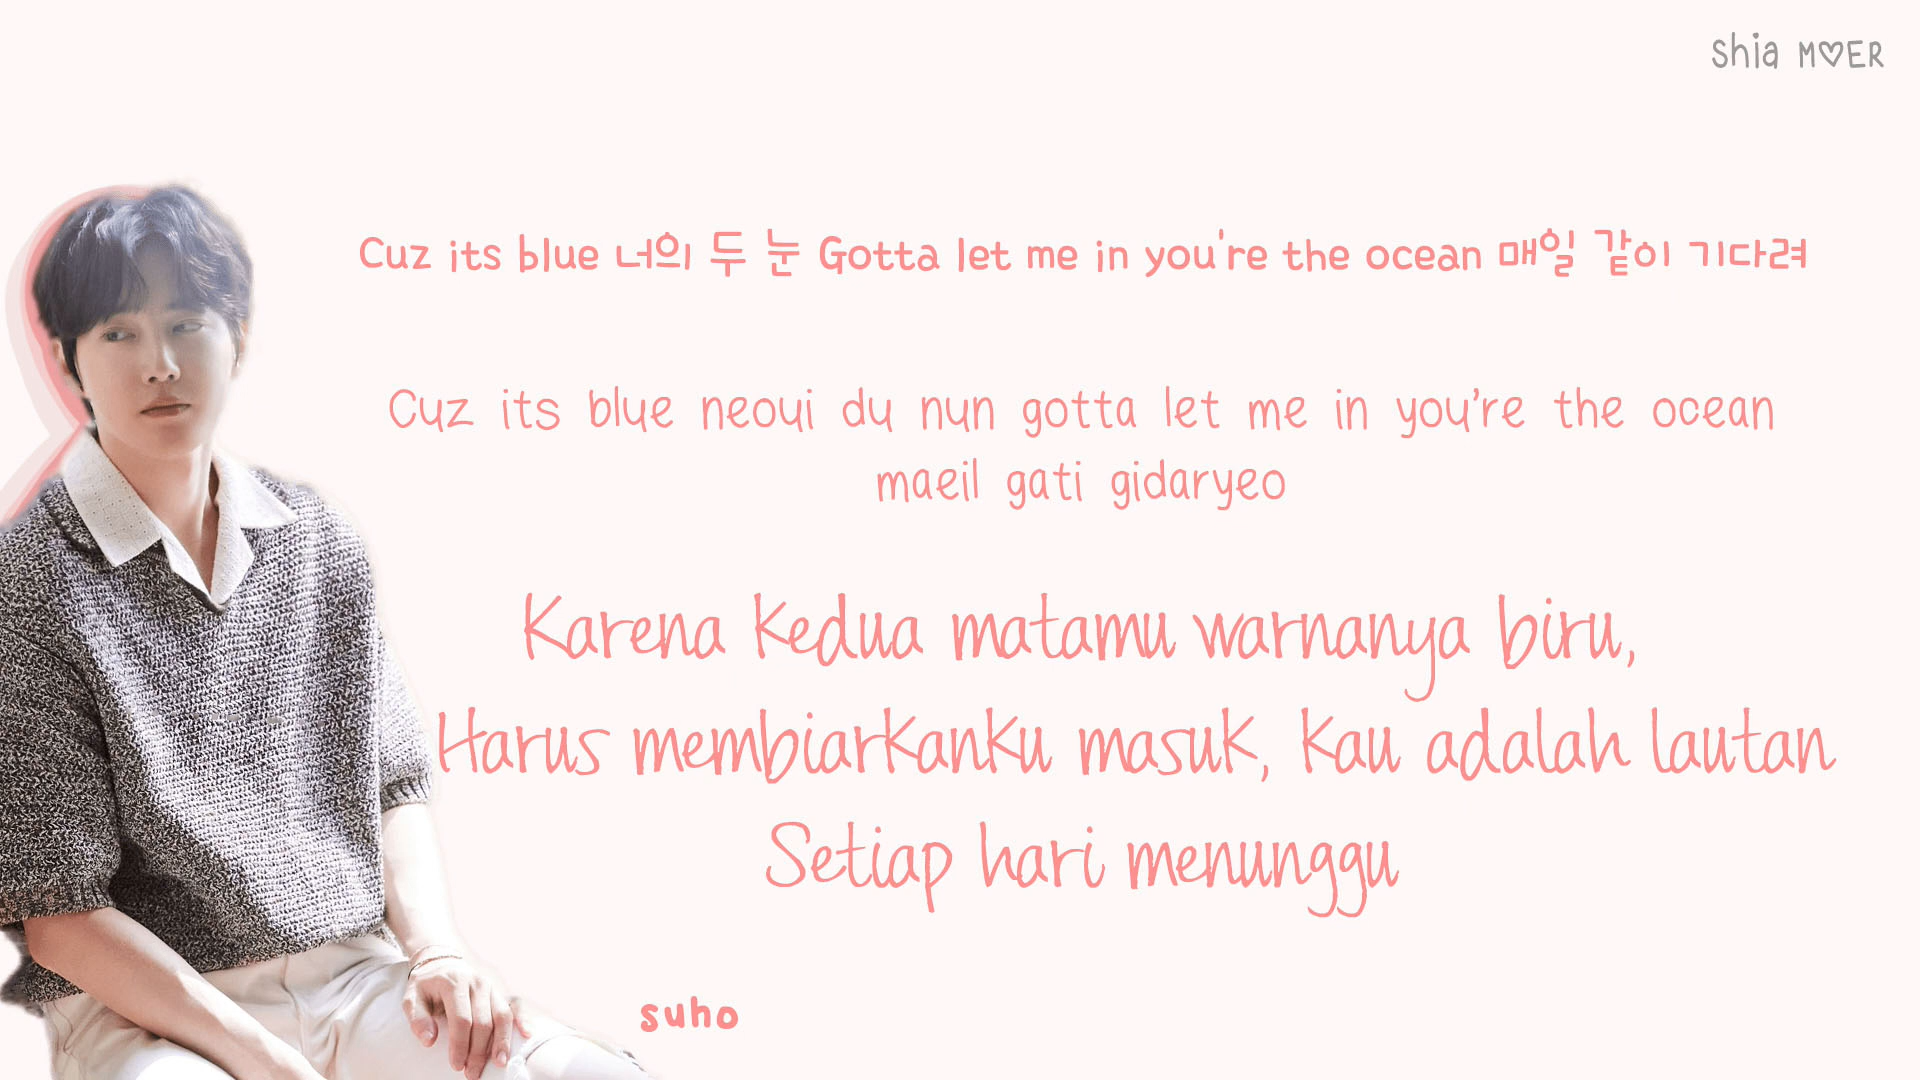 Shia M♡ER
Cuz its blue 너의 두 눈 Gotta let me in you're the ocean 매일 같이 기다려
Cuz its blue neoui du nun gotta let me in you're the ocean
maeil gati gidaryeo
Karena kedua matamu warnanya biru,
Harus membiarkanku masuk, kau adalah lautan
Setiap hari menunggu
suho